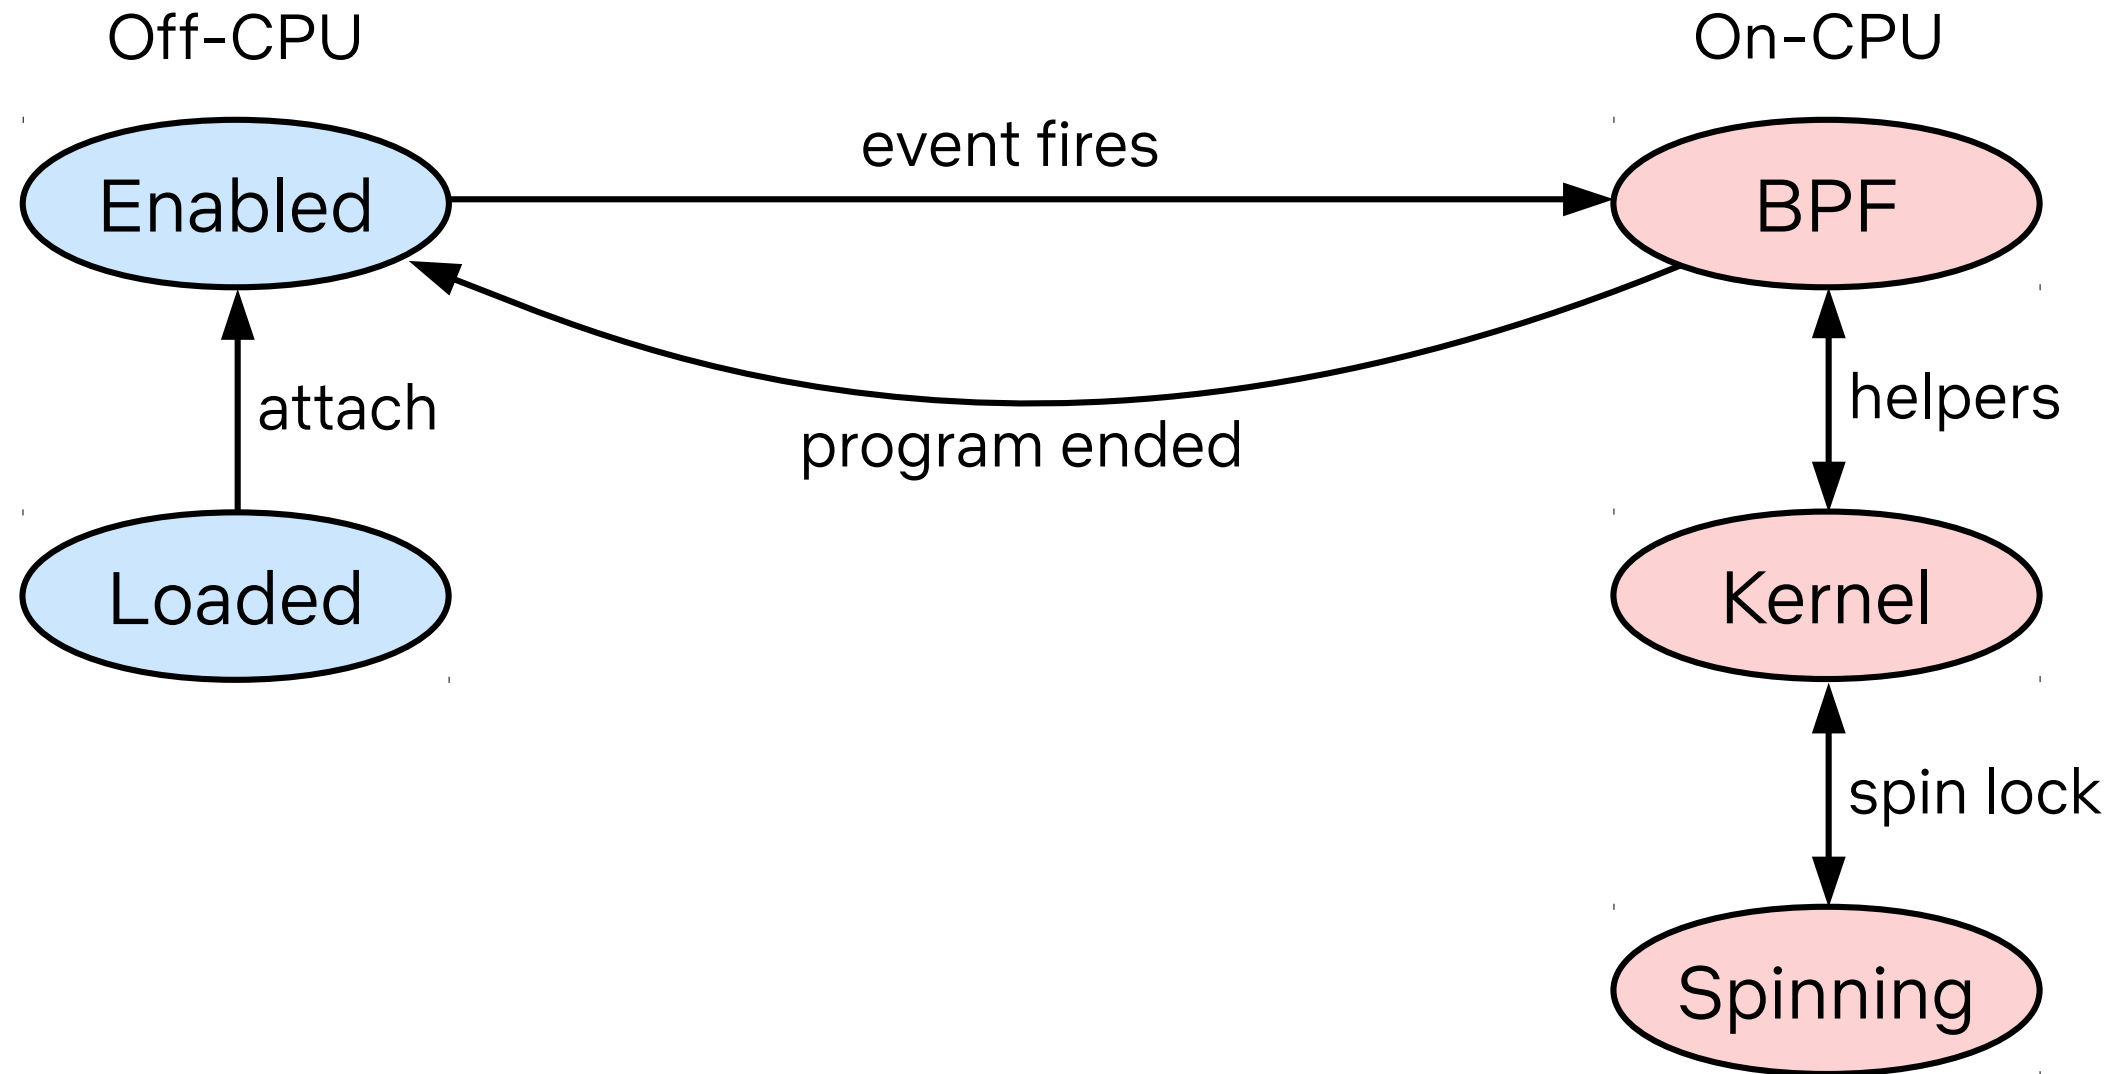 Off-CPU
On-CPU
event fires
Enabled
BPF
attach
helpers
program ended
Loaded
Kernel
spin lock
Spinning